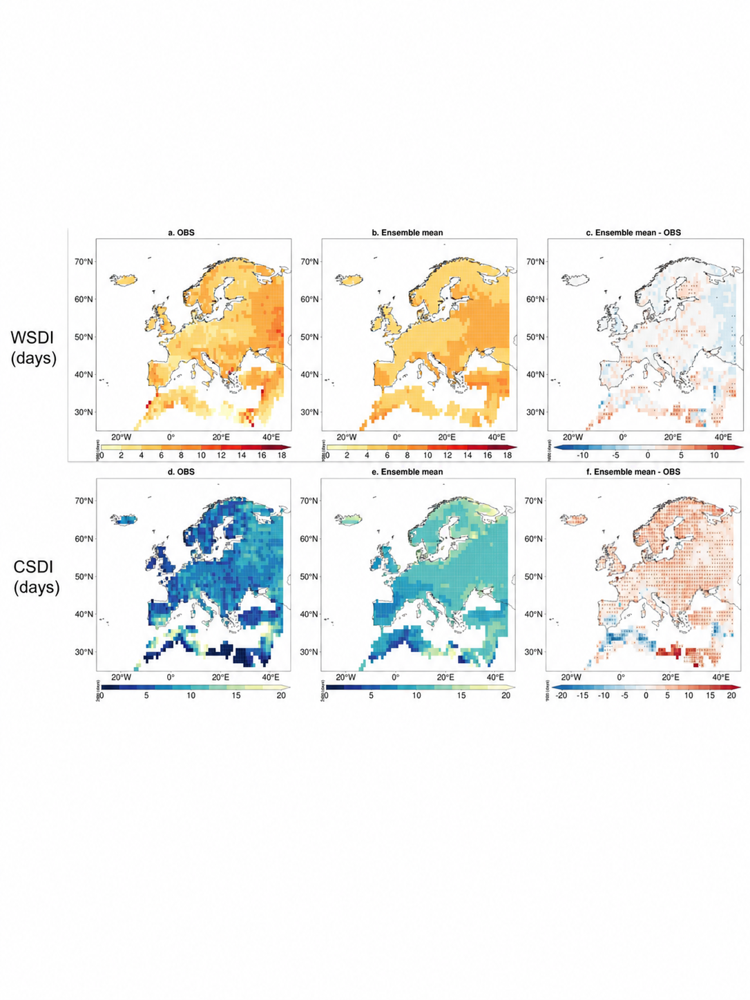 a. OBS
b. Ensemble mean
c. Ensemble mean - OBS
70°N
60°N
50°N
40°N
30°N
20°W 0° 20°E 40°E
0 2 4 6 8 10 12 14 16 18
70°N
60°N
50°N
40°N
30°N
20°W 0° 20°E 40°E
0 2 4 6 8 10 12 14 16 18
70°N
60°N
50°N
40°N
30°N
20°W 0° 20°E 40°E
-10 -5 0 5 10
WSDI
(days)
d. OBS
e. Ensemble mean
f. Ensemble mean - OBS
70°N
60°N
50°N
40°N
30°N
20°W 0° 20°E 40°E
0 5 10 15 20
70°N
60°N
50°N
40°N
30°N
20°W 0° 20°E 40°E
0 5 10 15 20
70°N
60°N
50°N
40°N
30°N
20°W 0° 20°E 40°E
-20 -15 -10 -5 0 5 10 15 20
CSDI
(days)